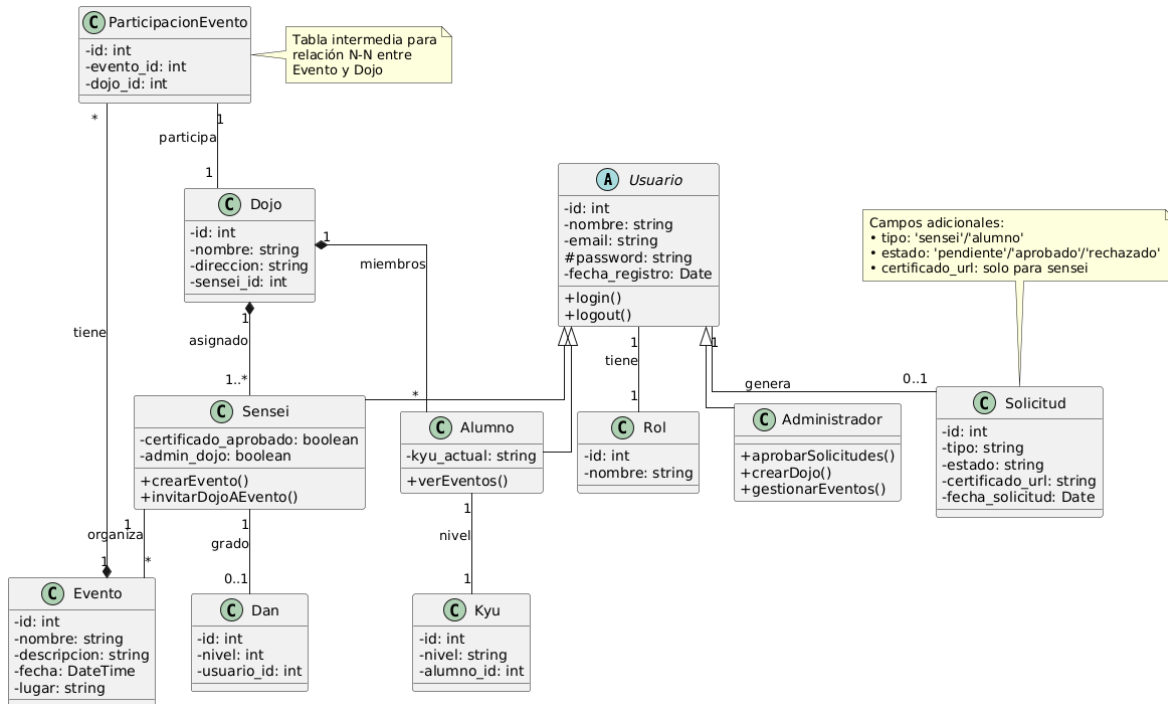 C ParticipacionEvento
-id: int
-evento_id: int
-dojo_id: int
Tabla intermedia para
relación N-N entre
Evento y Dojo
*
1
participa
1
C Dojo
-id: int
-nombre: string
-direccion: string
-sensei_id: int
A Usuario
-id: int
-nombre: string
-email: string
#password: string
-fecha_registro: Date
+login()
+logout()
Campos adicionales:
• tipo: 'sensei'/'alumno'
• estado: 'pendiente'/'aprobado'/'rechazado'
• certificado_url: solo para sensei
1
miembros
*
tiene
1
asignado
1..*
1
tiene
1
1
genera
0..1
C Sensei
-certificado_aprobado: boolean
-admin_dojo: boolean
+crearEvento()
+invitarDojoAEvento()
C Alumno
-kyu_actual: string
+verEventos()
C Rol
-id: int
-nombre: string
C Administrador
+aprobarSolicitudes()
+crearDojo()
+gestionarEventos()
C Solicitud
-id: int
-tipo: string
-estado: string
-certificado_url: string
-fecha_solicitud: Date
1
organiza
*
1
1
grado
0..1
1
nivel
1
C Evento
-id: int
-nombre: string
-descripcion: string
-fecha: DateTime
-lugar: string
C Dan
-id: int
-nivel: int
-usuario_id: int
C Kyu
-id: int
-nivel: string
-alumno_id: int